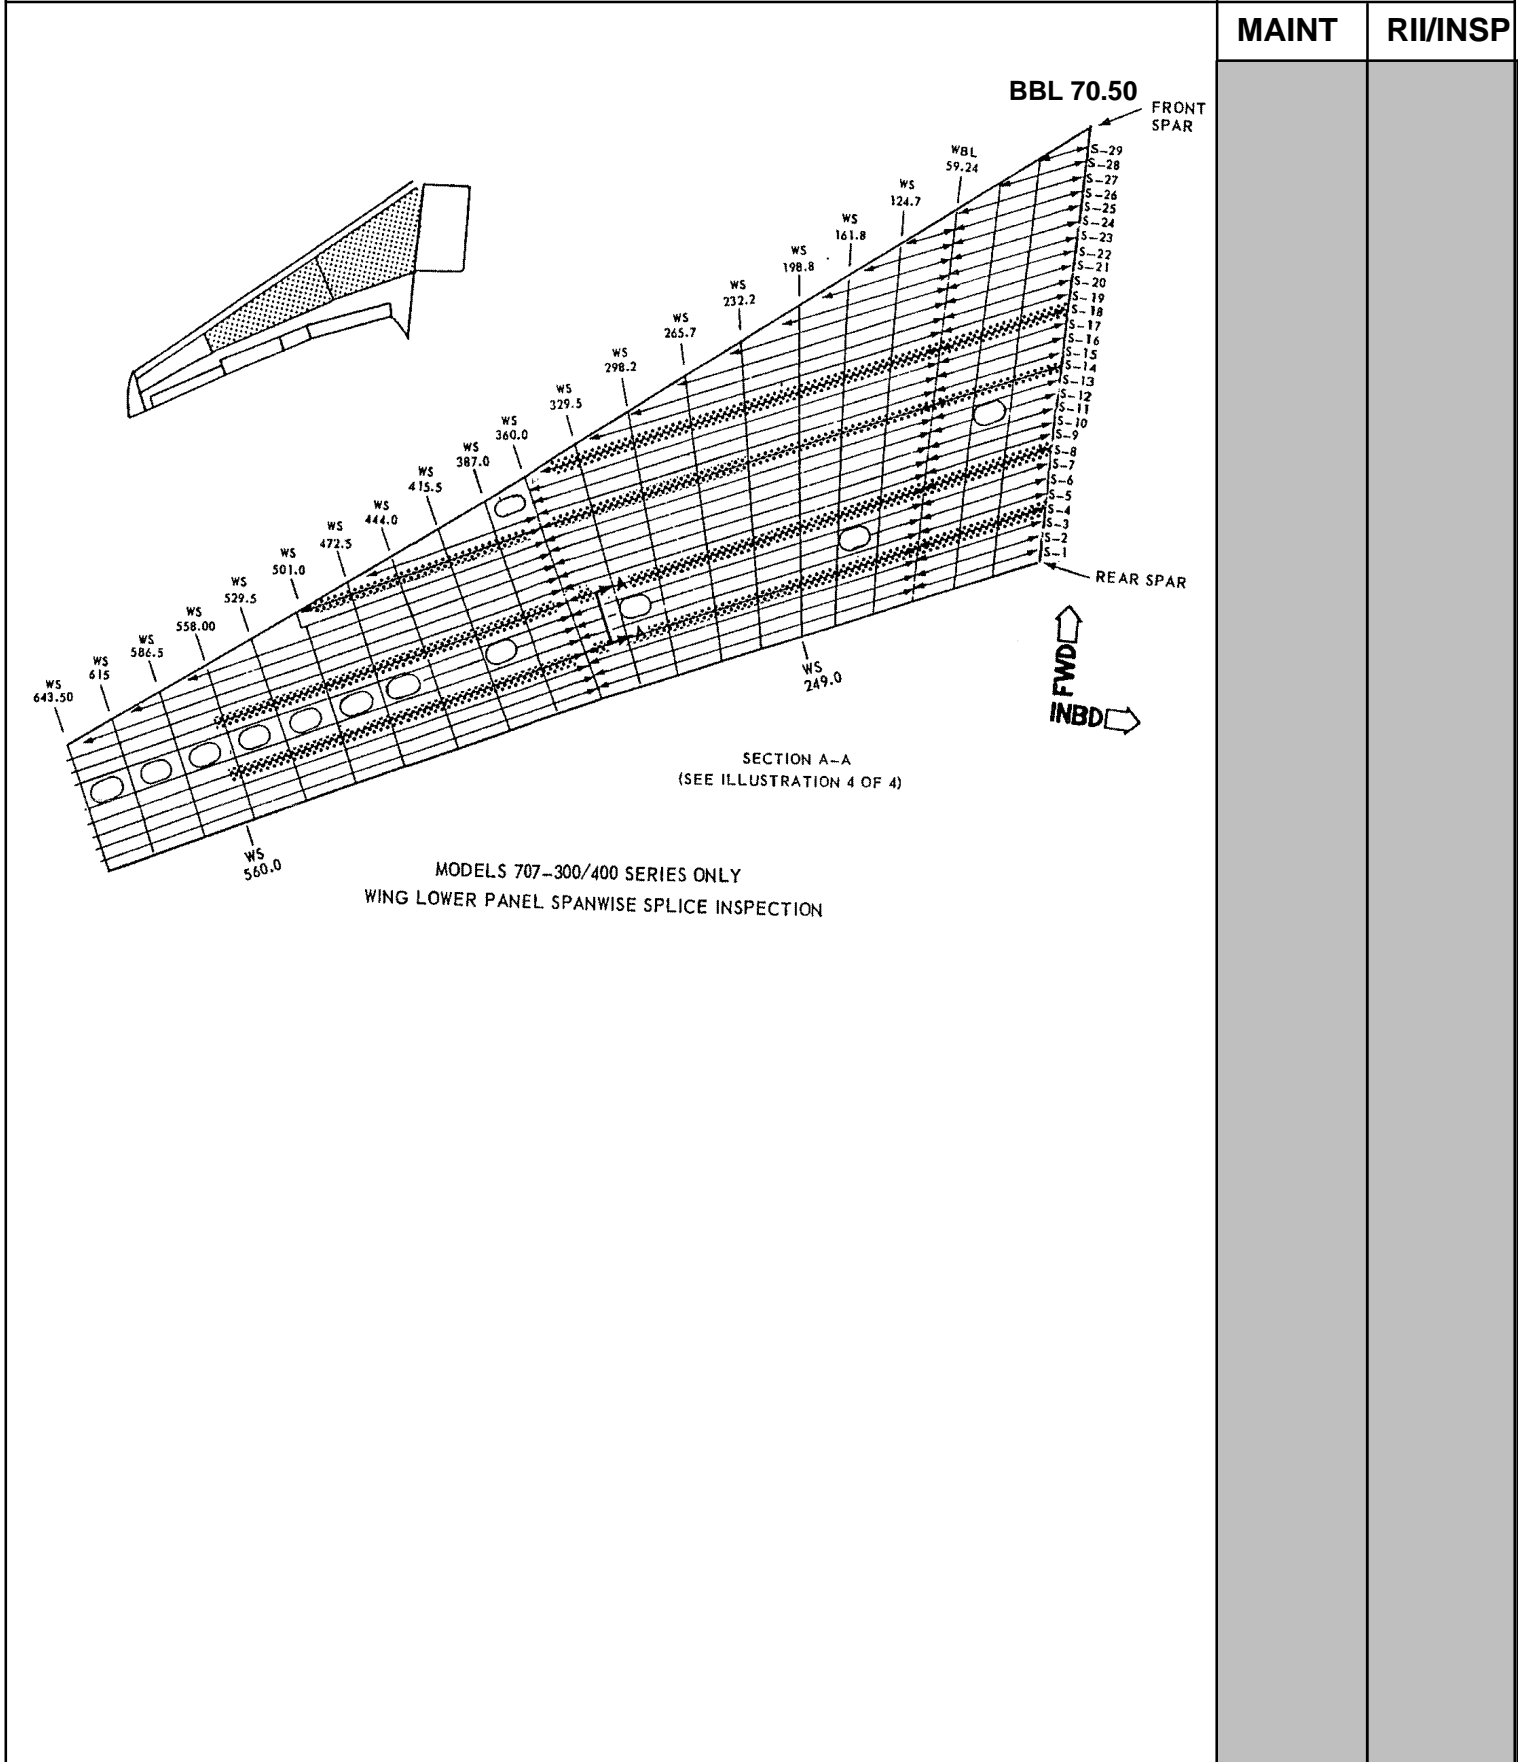 MAINT
RII/INSP
BBL 70.50
FRONT
SPAR
WBL
59.24
WS
124.7
WS
161.8
WS
198.8
WS
232.2
WS
265.7
WS
298.2
WS
329.5
WS
360.0
WS
387.0
WS
415.5
WS
444.0
WS
472.5
WS
501.0
WS
529.5
WS
558.00
WS
586.5
WS
615
WS
643.50
S-29
S-28
S-27
S-26
S-25
S-24
S-23
S-22
S-21
S-20
S-19
S-18
S-17
S-16
S-15
S-14
S-13
S-12
S-11
S-10
S-9
S-8
S-7
S-6
S-5
S-4
S-3
S-2
S-1
REAR SPAR
A
A
FWD
INBD
WS
249.0
WS
560.0
SECTION A-A
(SEE ILLUSTRATION 4 OF 4)
MODELS 707-300/400 SERIES ONLY
WING LOWER PANEL SPANWISE SPLICE INSPECTION